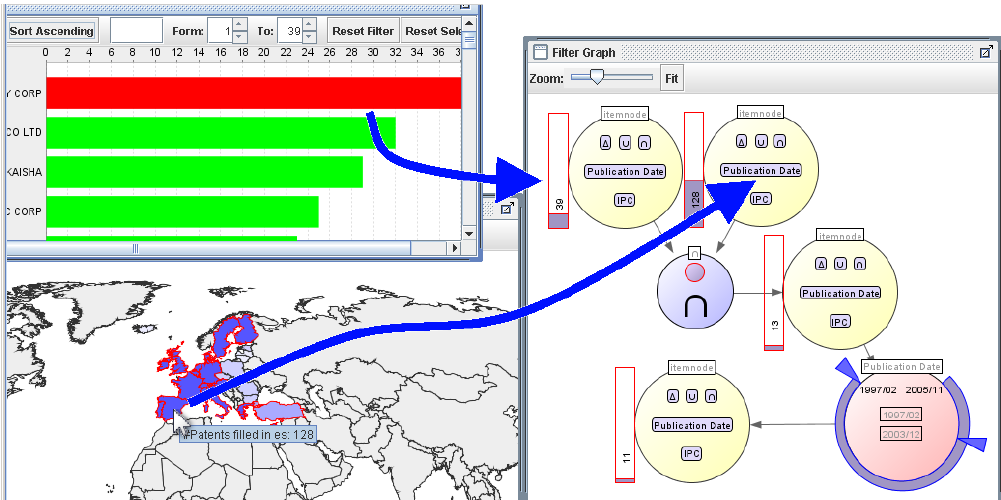 Sort Ascending
Form: 1 To: 39 Reset Filter Reset Sele
0 2 4 6 8 10 12 14 16 18 20 22 24 26 28 30 32 34 36 3
Y CORP
CO LTD
KAISHA
C CORP
#Patents filled in es: 128
Filter Graph
Zoom: Fit
itemnode
Δ ∪ ∩
Publication Date
IPC
39
itemnode
Δ ∪ ∩
Publication Date
IPC
128
∩
∩
itemnode
Δ ∪ ∩
Publication Date
IPC
13
Publication Date
1997/02 2005/11
1997/02
2003/12
itemnode
Δ ∪ ∩
Publication Date
IPC
11